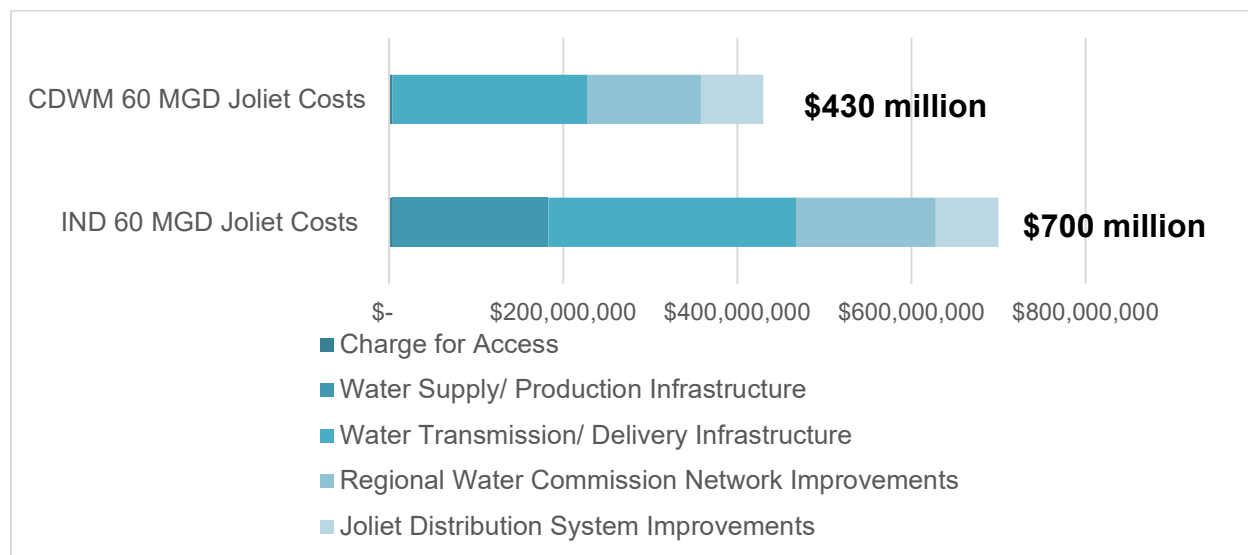 CDWM 60 MGD Joliet Costs
$430 million
IND 60 MGD Joliet Costs
$700 million
$- $200,000,000 $400,000,000 $600,000,000 $800,000,000
Charge for Access
Water Supply/ Production Infrastructure
Water Transmission/ Delivery Infrastructure
Regional Water Commission Network Improvements
Joliet Distribution System Improvements